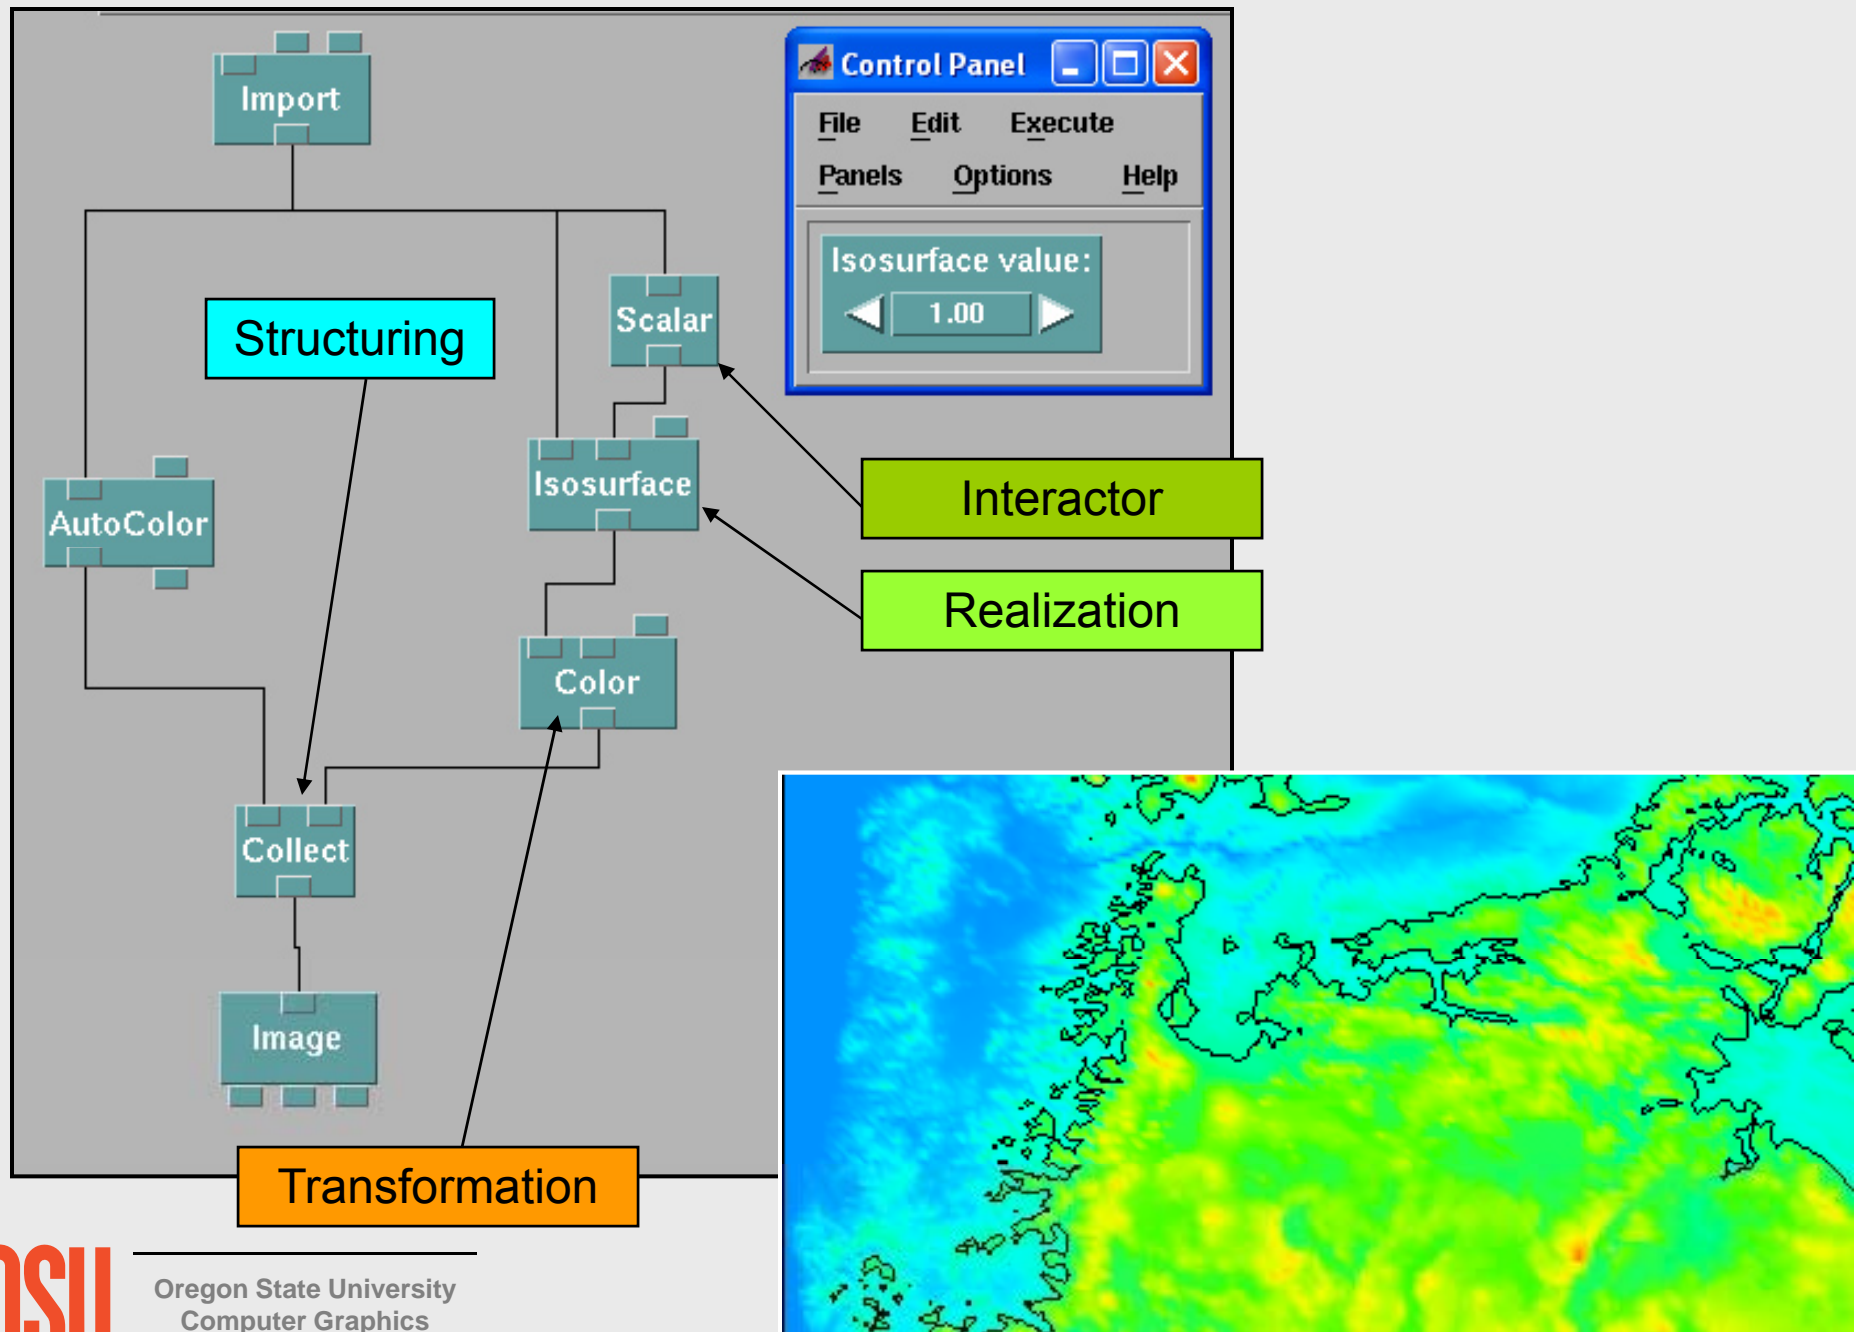 Import
Control Panel
File Edit Execute
Panels Options Help
Isosurface value:
1.00
Structuring
Scalar
Interactor
Isosurface
AutoColor
Realization
Color
Collect
Image
Transformation
OSU
Oregon State University
Computer Graphics